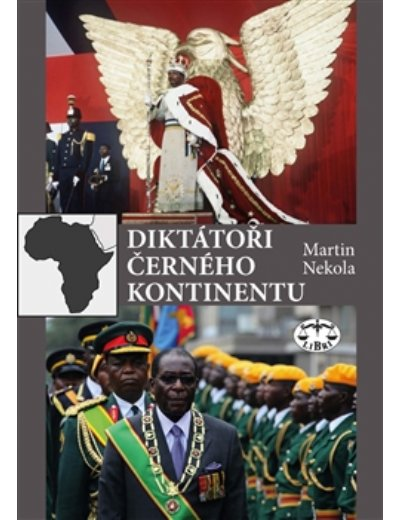 DIKTÁTOŘI
ČERNÉHO
KONTINENTU
Martin
Nekola
LIBRI